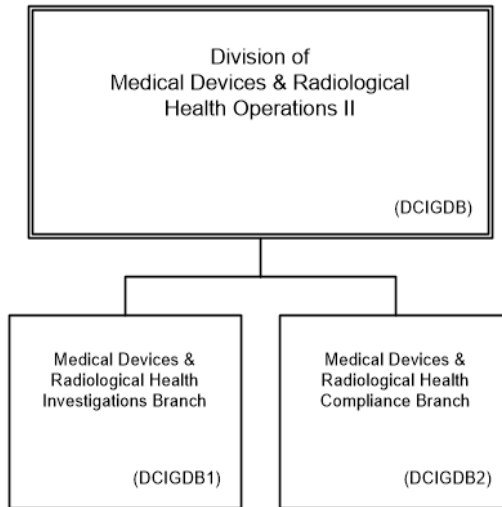 Division of
Medical Devices & Radiological
Health Operations II
(DCIGDB)
Medical Devices &
Radiological Health
Investigations Branch
(DCIGDB1)
Medical Devices &
Radiological Health
Compliance Branch
(DCIGDB2)